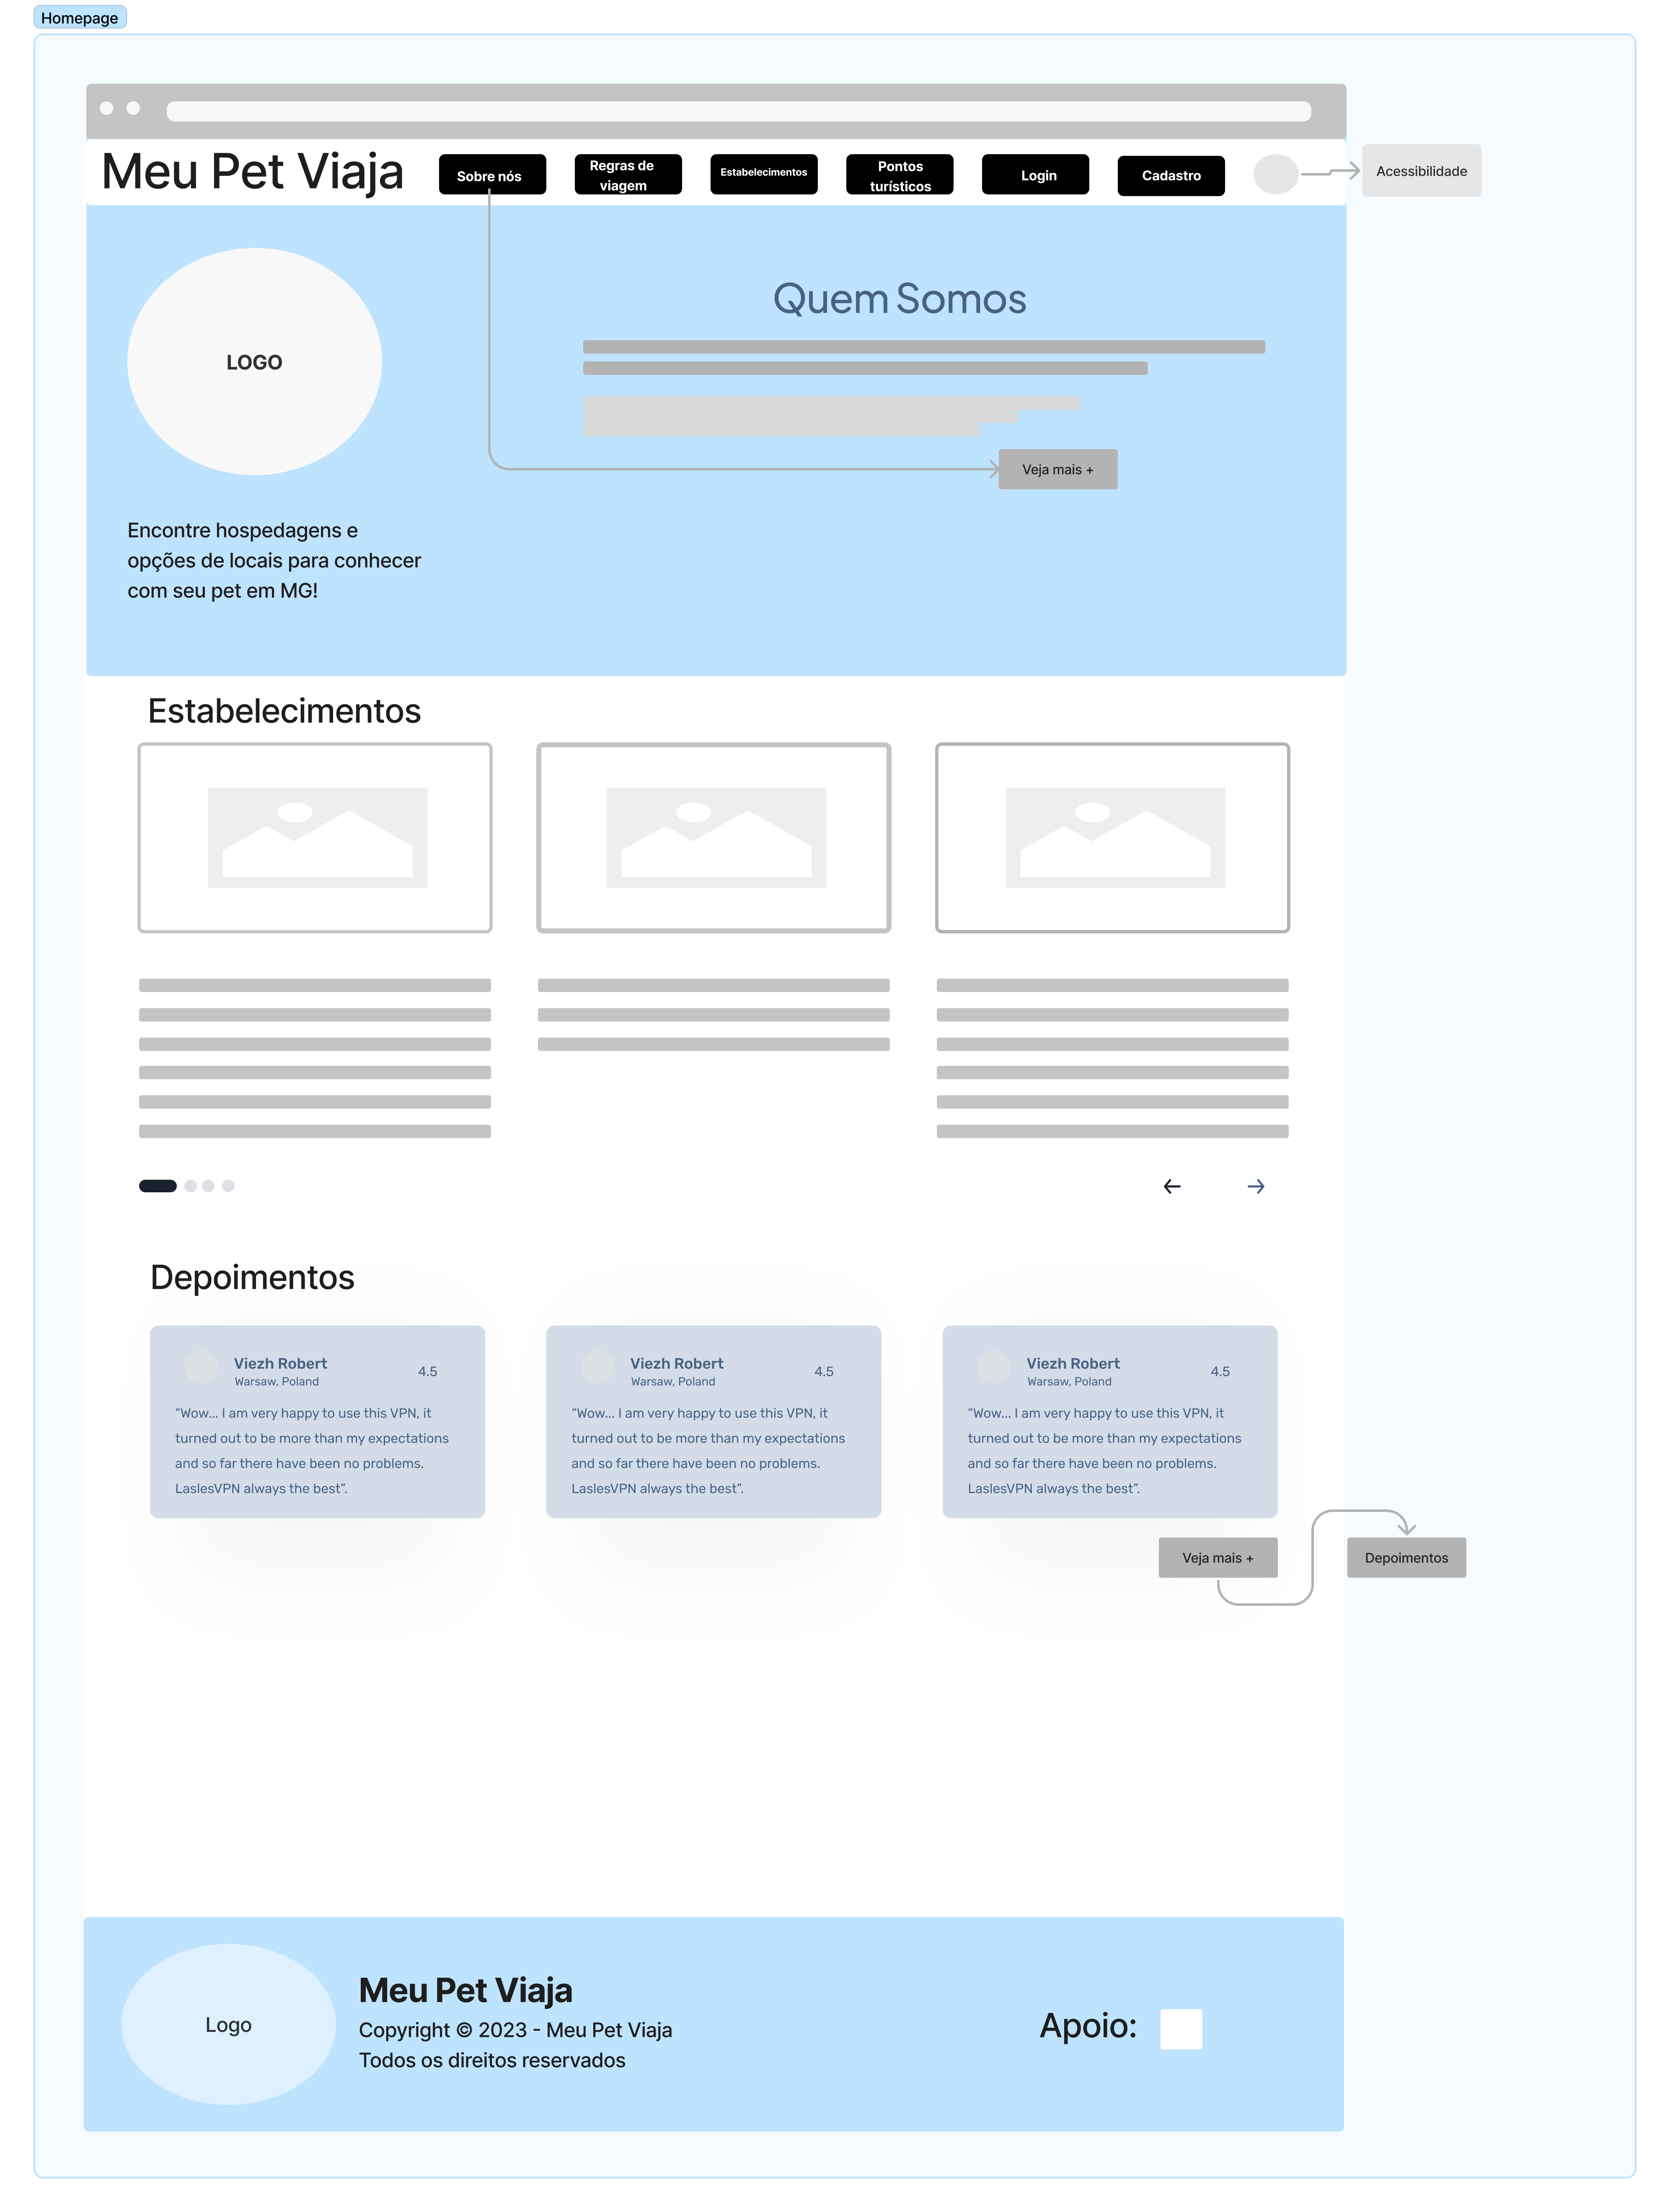 Homepage
Meu Pet Viaja
Sobre nós
Regras de
viagem
Estabelecimentos
Pontos
turísticos
Login
Cadastro
Acessibilidade
LOGO
Quem Somos
Veja mais +
Encontre hospedagens e
opções de locais para conhecer
com seu pet em MG!
Estabelecimentos
Depoimentos
Viezh Robert
Warsaw, Poland
4.5
“Wow... I am very happy to use this VPN, it
turned out to be more than my expectations
and so far there have been no problems.
LaslesVPN always the best”.
Viezh Robert
Warsaw, Poland
4.5
“Wow... I am very happy to use this VPN, it
turned out to be more than my expectations
and so far there have been no problems.
LaslesVPN always the best”.
Viezh Robert
Warsaw, Poland
4.5
“Wow... I am very happy to use this VPN, it
turned out to be more than my expectations
and so far there have been no problems.
LaslesVPN always the best”.
Veja mais +
Depoimentos
Logo
Meu Pet Viaja
Copyright © 2023 - Meu Pet Viaja
Todos os direitos reservados
Apoio: